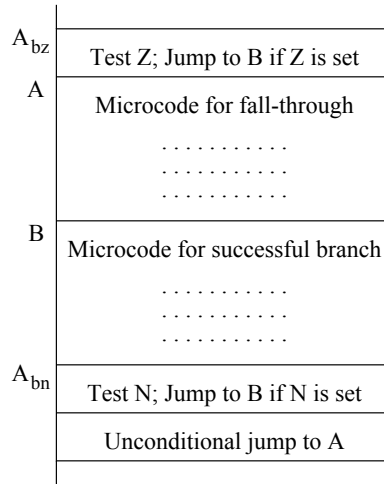 A_bz
Test Z; Jump to B if Z is set
A
Microcode for fall-through
. . . . . . . . . . .
. . . . . . . . . . .
. . . . . . . . . . .
B
Microcode for successful branch
. . . . . . . . . . .
. . . . . . . . . . .
. . . . . . . . . . .
A_bn
Test N; Jump to B if N is set
Unconditional jump to A